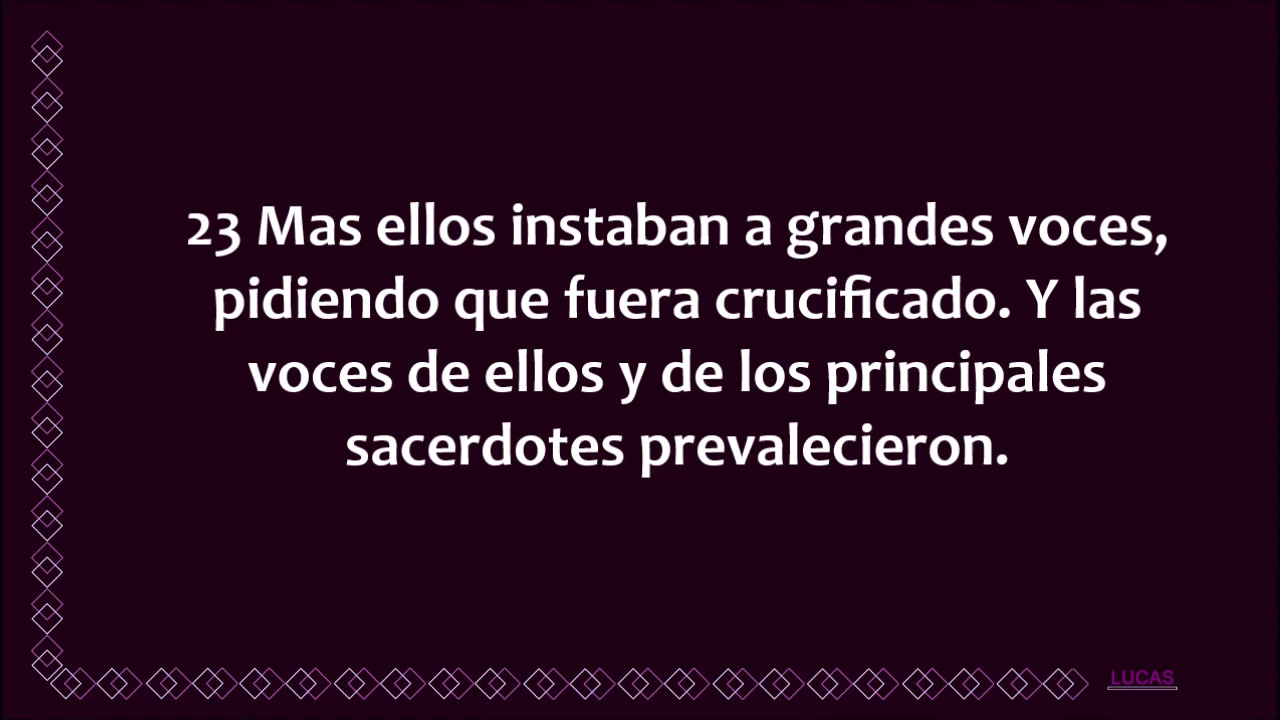 23 Mas ellos instaban a grandes voces,
pidiendo que fuera crucificado. Y las
voces de ellos y de los principales
sacerdotes prevalecieron.
LUCAS